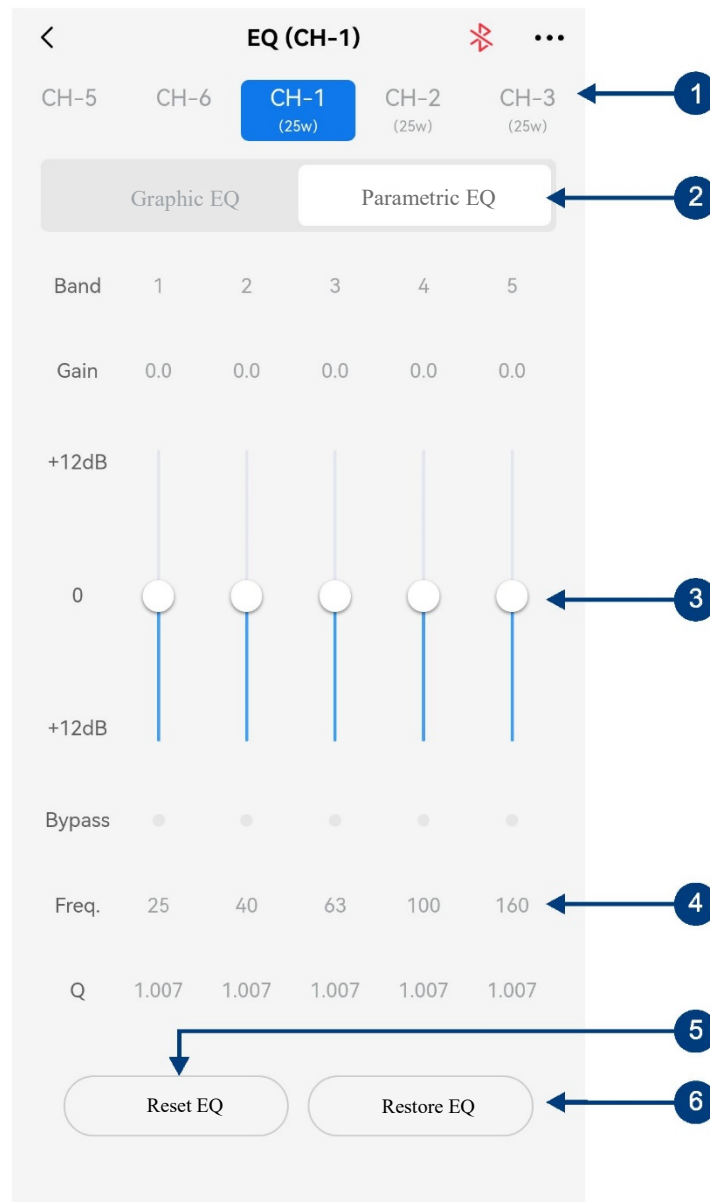 EQ (CH-1)
CH-5 CH-6 CH-1 CH-2 CH-3
(25w) (25w) (25w)
1
Graphic EQ Parametric EQ
2
Band 1 2 3 4 5
Gain 0.0 0.0 0.0 0.0 0.0
+12dB
0
3
+12dB
Bypass
Freq. 25 40 63 100 160
4
Q 1.007 1.007 1.007 1.007 1.007
5
Reset EQ Restore EQ
6